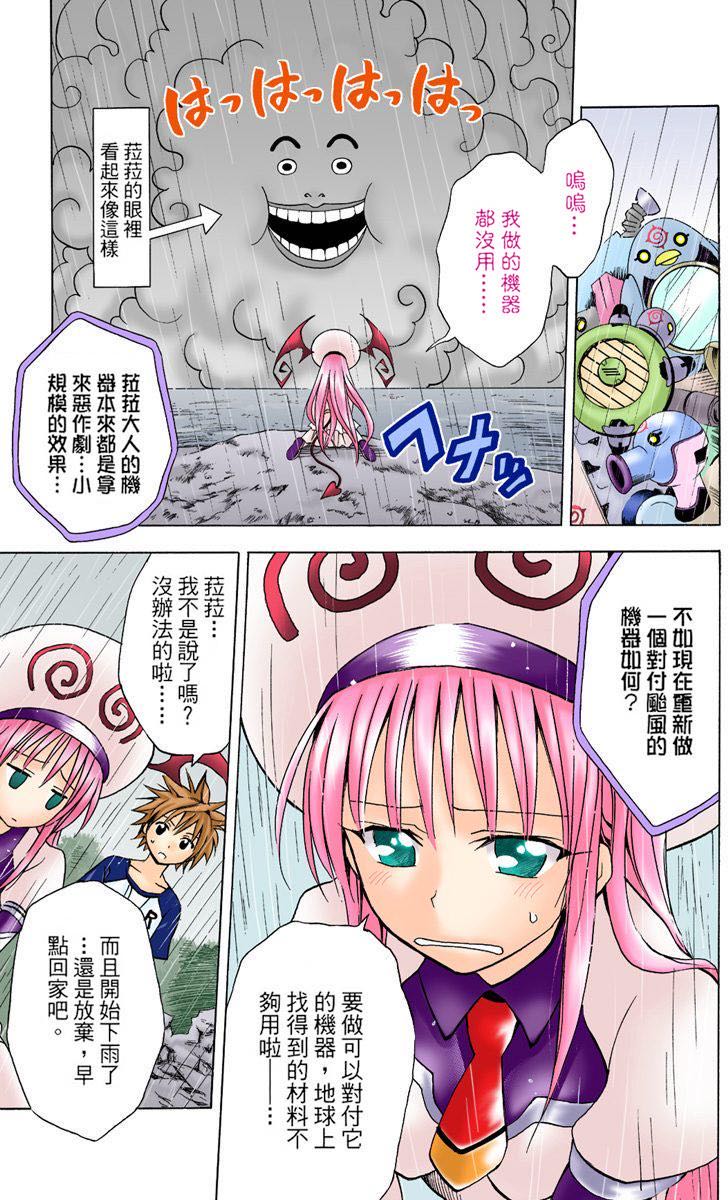 嗚嗚…
我做的機器
都沒用……
はっはっはっはっ
菈菈的眼裡
看起來像這樣
フメッ
菈菈大人的機
器本來都是拿
來惡作劇…小
規模的效果…
不如現在重新做
一個對付颱風的
機器如何？
要做可以對付它
的機器，地球上
找得到的材料不
夠用啦——…
菈菈…
我不是說了嗎？
沒辦法的啦……
R
而且開始下雨了
…還是放棄，早
點回家吧。